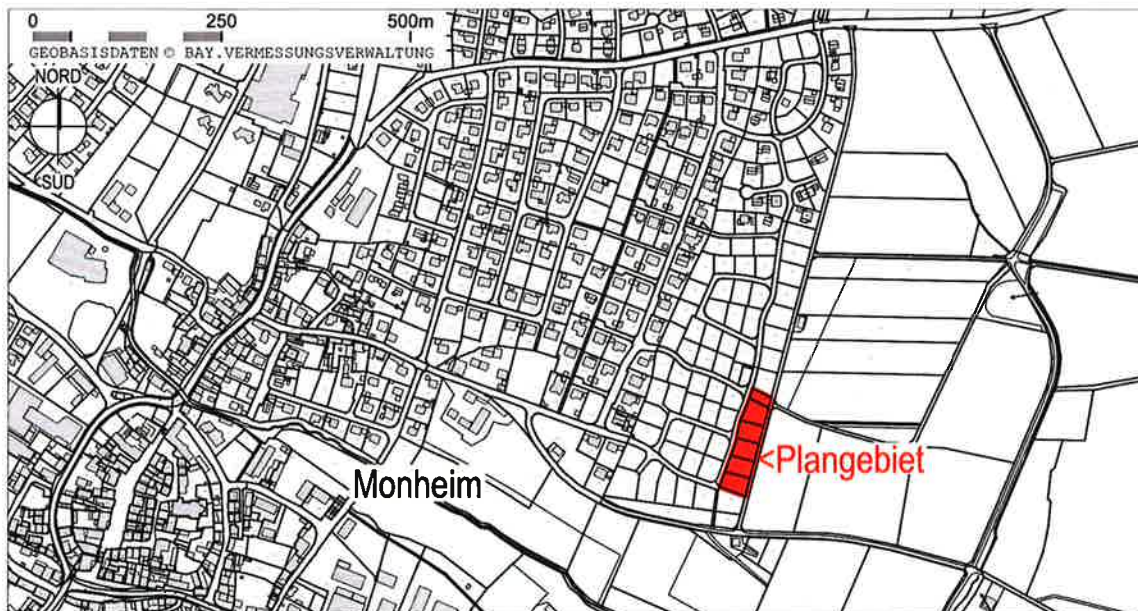 0 250 500m
GEOBASISDATEN © BAY.VERMESSUNGSVERWALTUNG
NORD
SÜD
<Plangebiet
Monheim